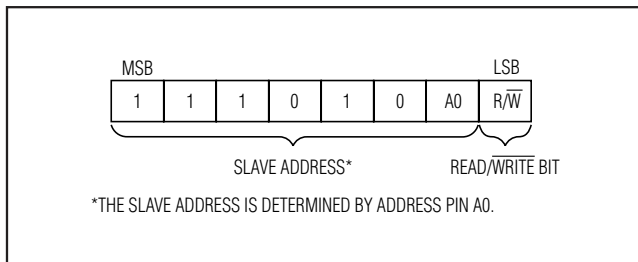 MSB LSB
1 1 1 0 1 0 A0 R/W̅
SLAVE ADDRESS* READ/W̅R̅I̅T̅E̅ BIT
*THE SLAVE ADDRESS IS DETERMINED BY ADDRESS PIN A0.